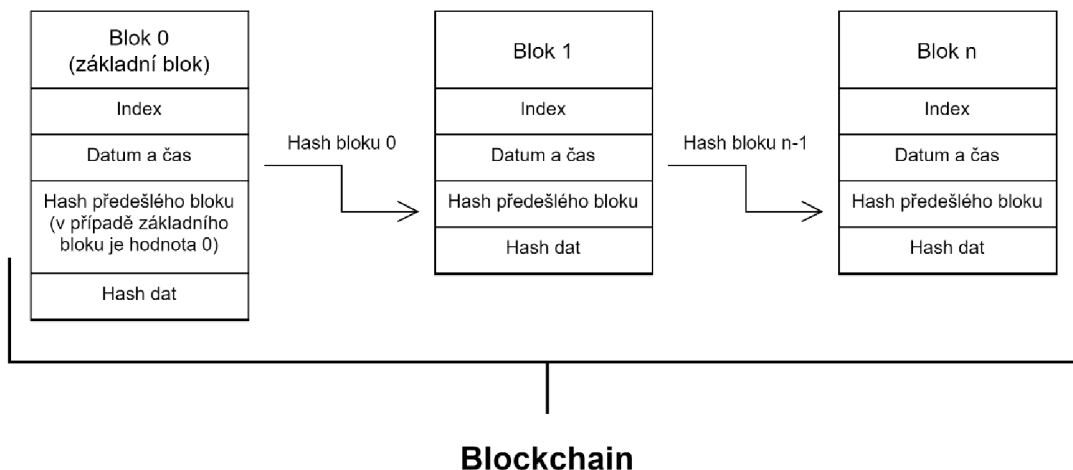 Blok 0
(základní blok)
Index
Datum a čas
Hash předešlého bloku
(v případě základního
bloku je hodnota 0)
Hash dat
Hash bloku 0
Blok 1
Index
Datum a čas
Hash předešlého bloku
Hash dat
Hash bloku n-1
Blok n
Index
Datum a čas
Hash předešlého bloku
Hash dat
Blockchain